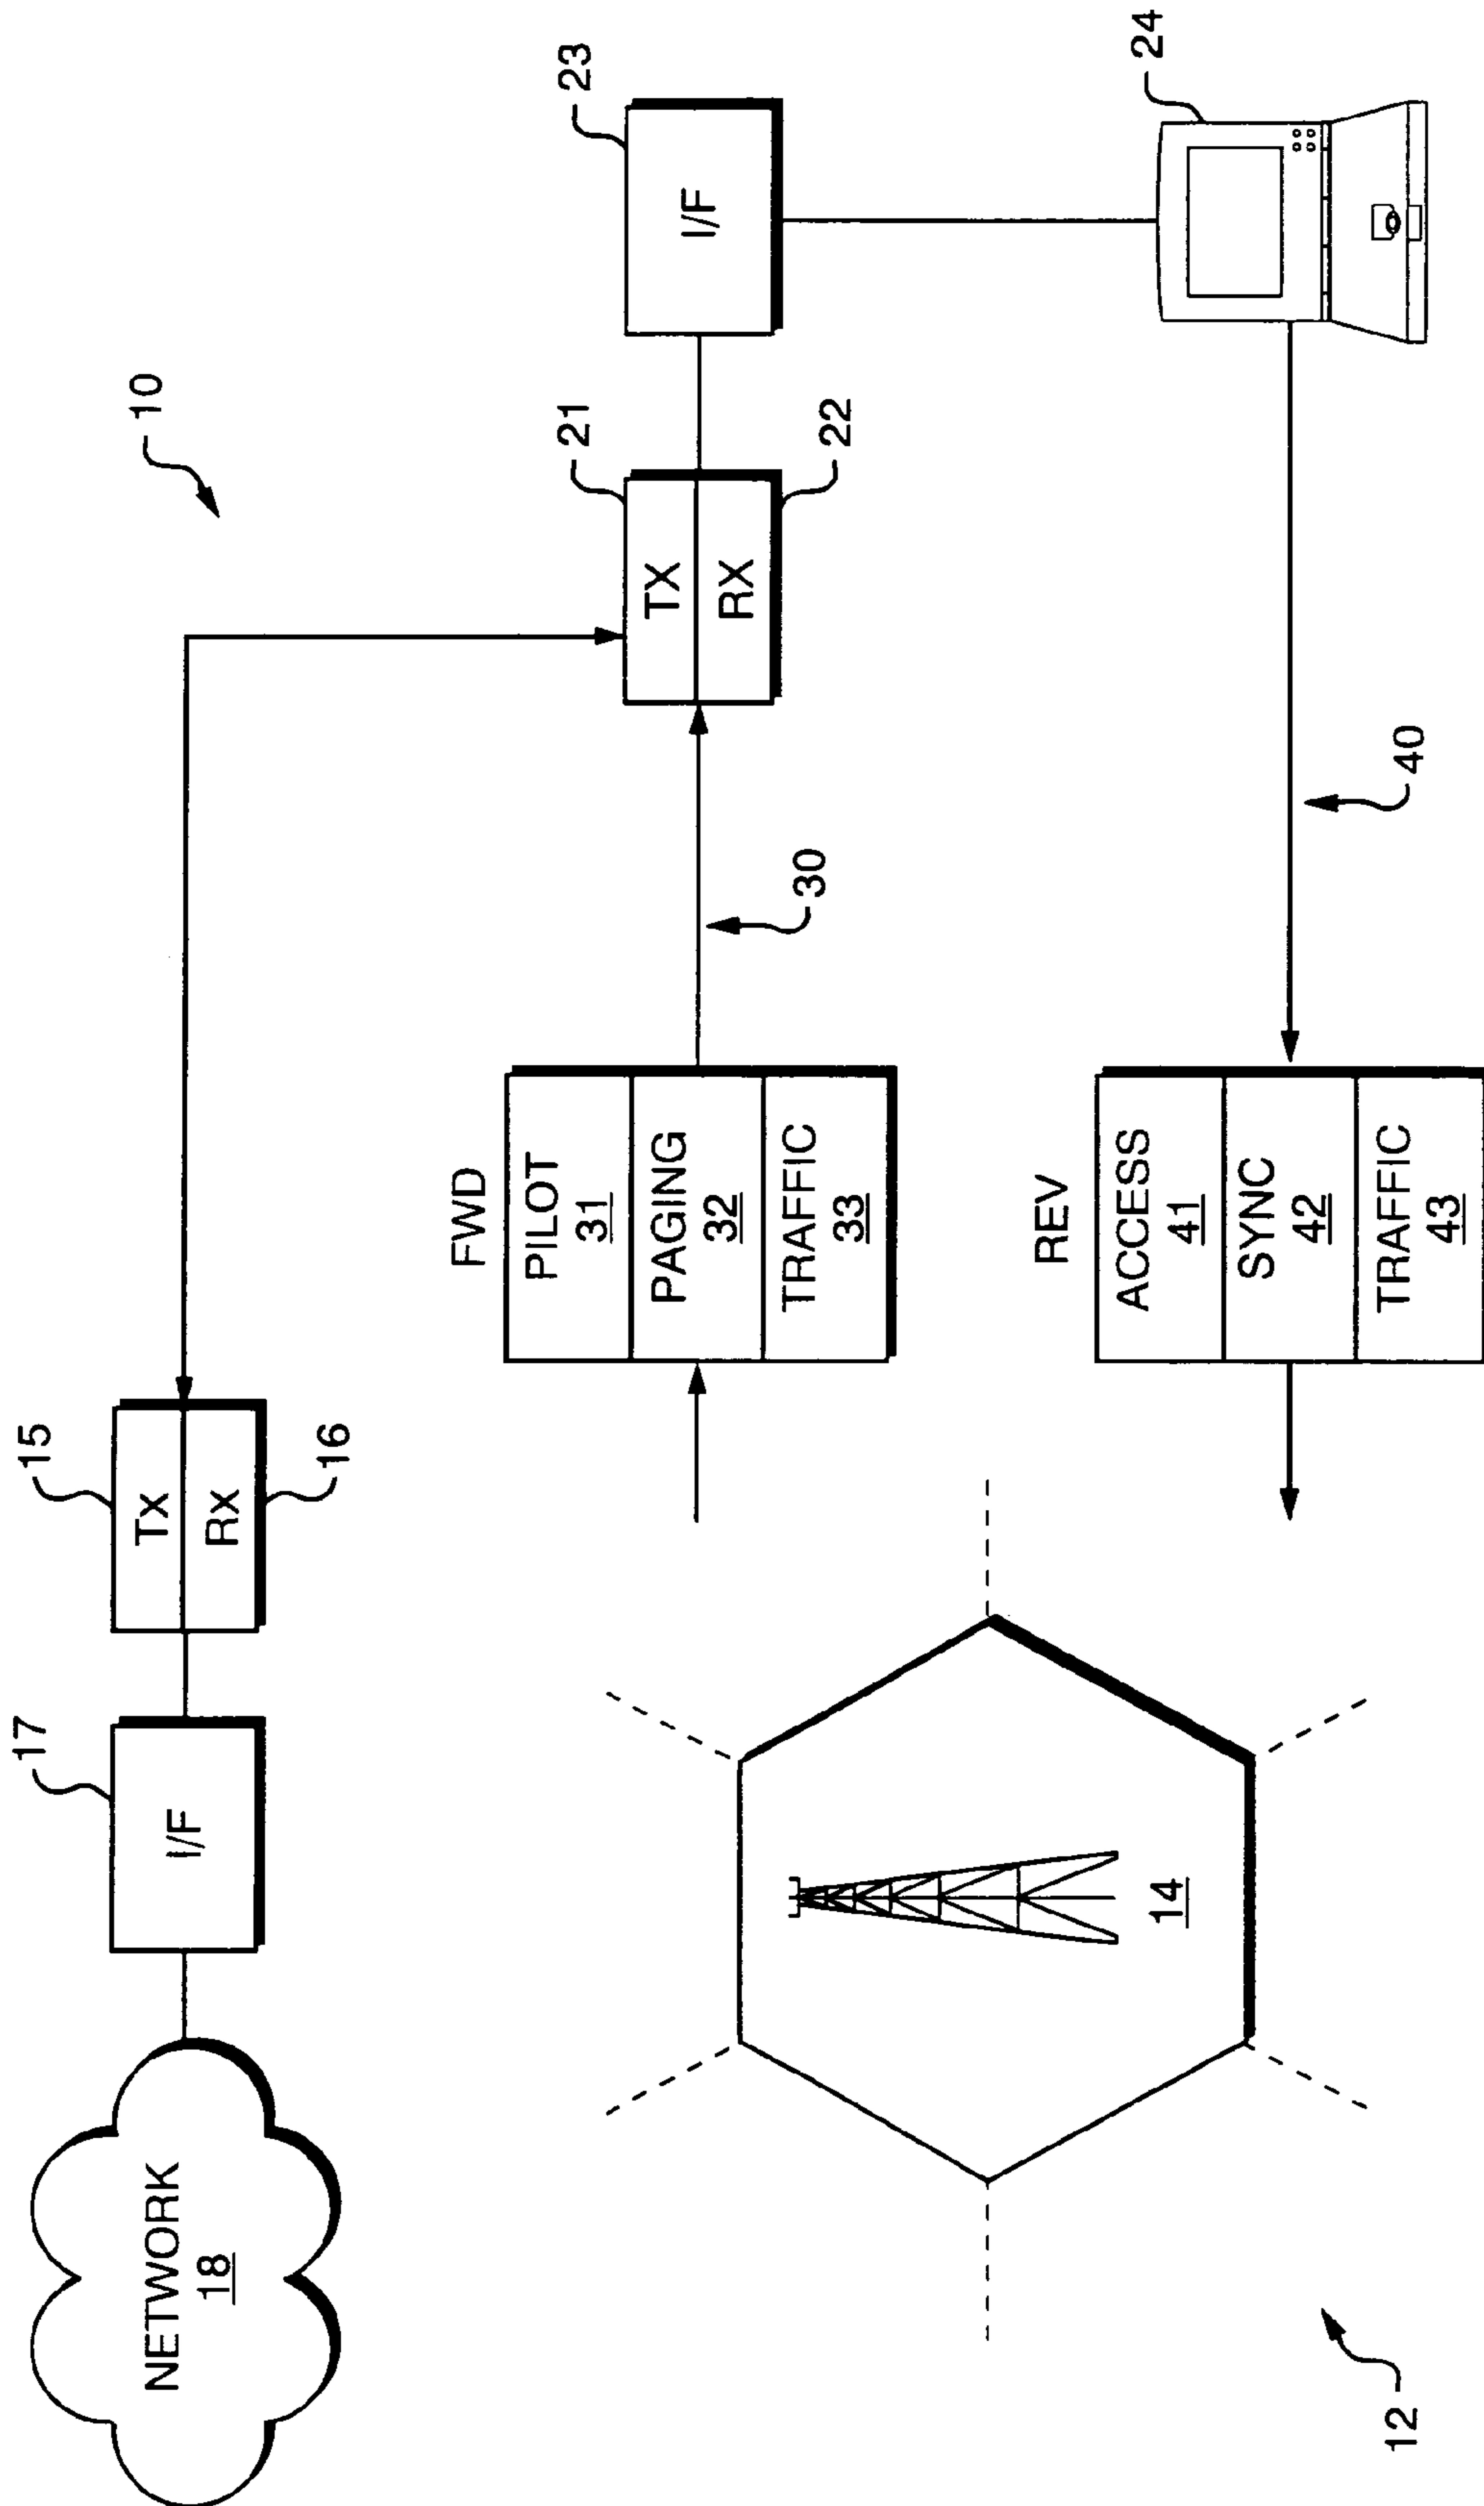 10
NETWORK
18
17
I/F
15
Tx
Rx
16
21
TX
RX
22
23
I/F
24
FWD
PILOT
31
PAGING
32
TRAFFIC
33
30
REV
ACCESS
41
SYNC
42
TRAFFIC
43
40
14
12